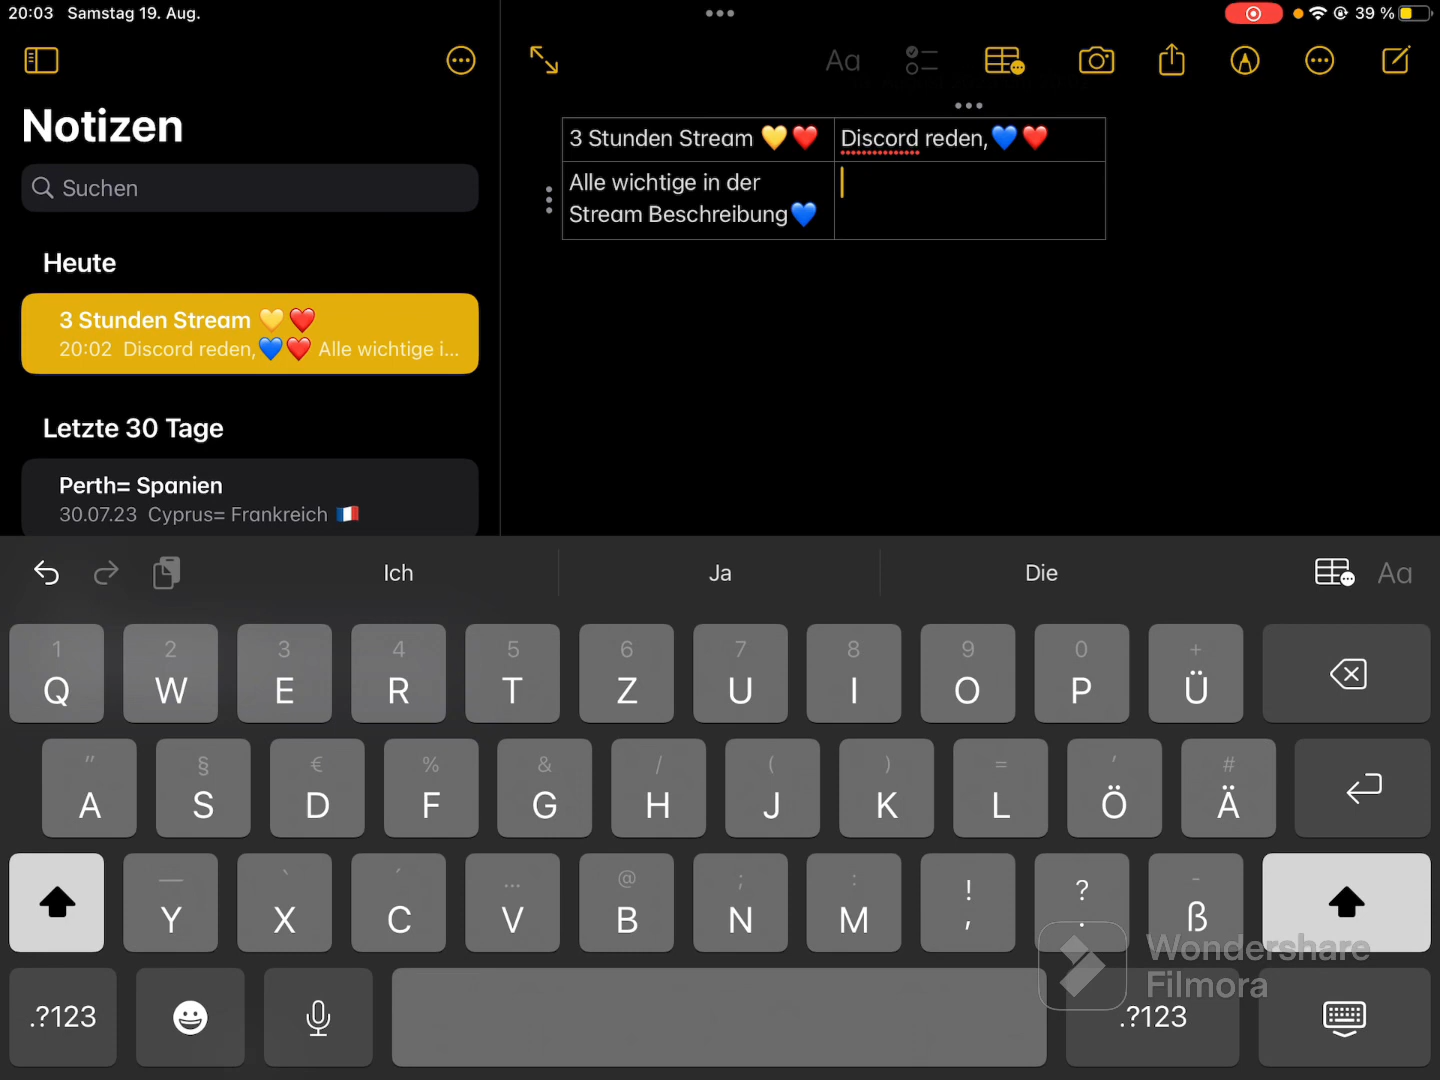 20:03 Samstag 19. Aug.
39 %
Notizen
Suchen
Heute
3 Stunden Stream 💛❤️
20:02 Discord reden,💙❤️ Alle wichtige i...
Letzte 30 Tage
Perth= Spanien
30.07.23 Cyprus= Frankreich 🇫🇷
Aa
3 Stunden Stream 💛❤️
Discord reden,💙❤️
Alle wichtige in der
Stream Beschreibung💙
Ich Ja Die
Aa
1 2 3 4 5 6 7 8 9 0 +
Q W E R T Z U I O P Ü
" § € % & / ( ) = ' #
A S D F G H J K L Ö Ä
— ` ´ ... @ ; : ! ? -
Y X C V B N M , . ß
Wondershare
Filmora
.?123 .?123